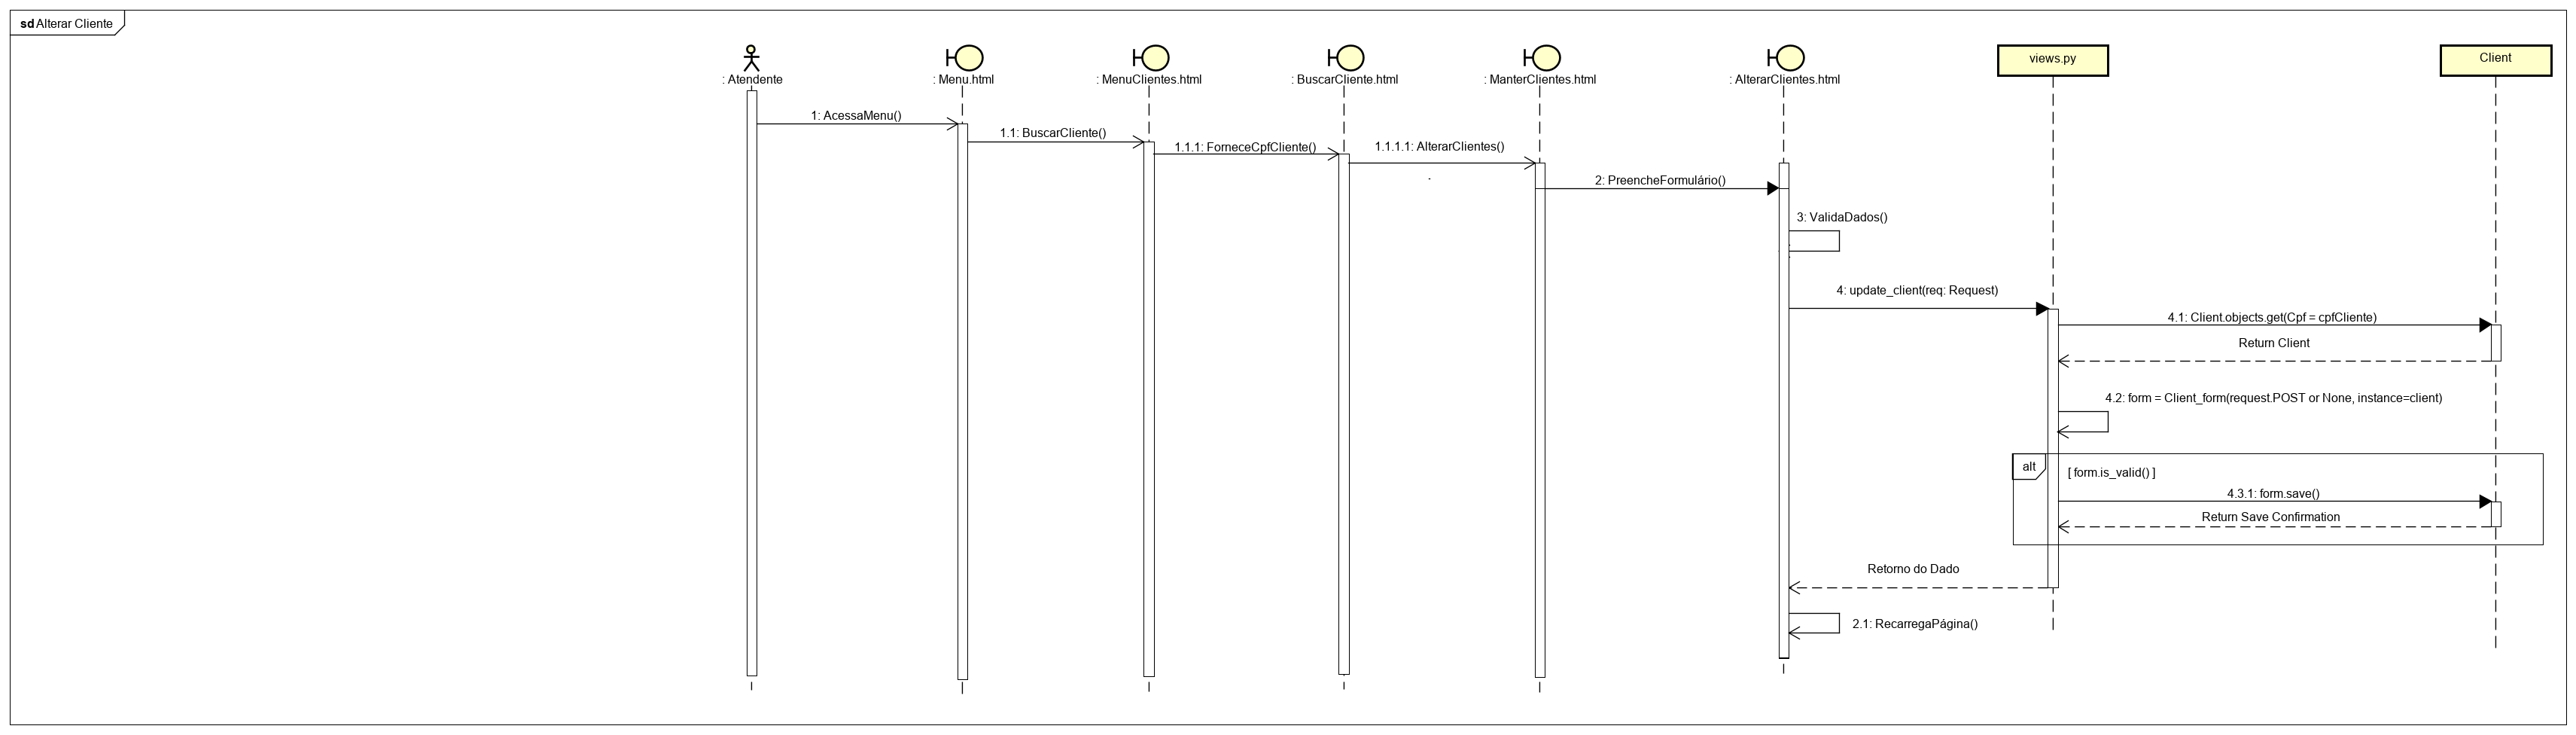 sd Alterar Cliente
: Atendente
: Menu.html
: MenuClientes.html
: BuscarCliente.html
: ManterClientes.html
: AlterarClientes.html
views.py
Client
1: AcessaMenu()
1.1: BuscarCliente()
1.1.1: ForneceCpfCliente()
1.1.1.1: AlterarClientes()
2: PreencheFormulário()
3: ValidaDados()
4: update_client(req: Request)
4.1: Client.objects.get(Cpf = cpfCliente)
Return Client
4.2: form = Client_form(request.POST or None, instance=client)
alt
[ form.is_valid() ]
4.3.1: form.save()
Return Save Confirmation
Retorno do Dado
2.1: RecarregaPágina()